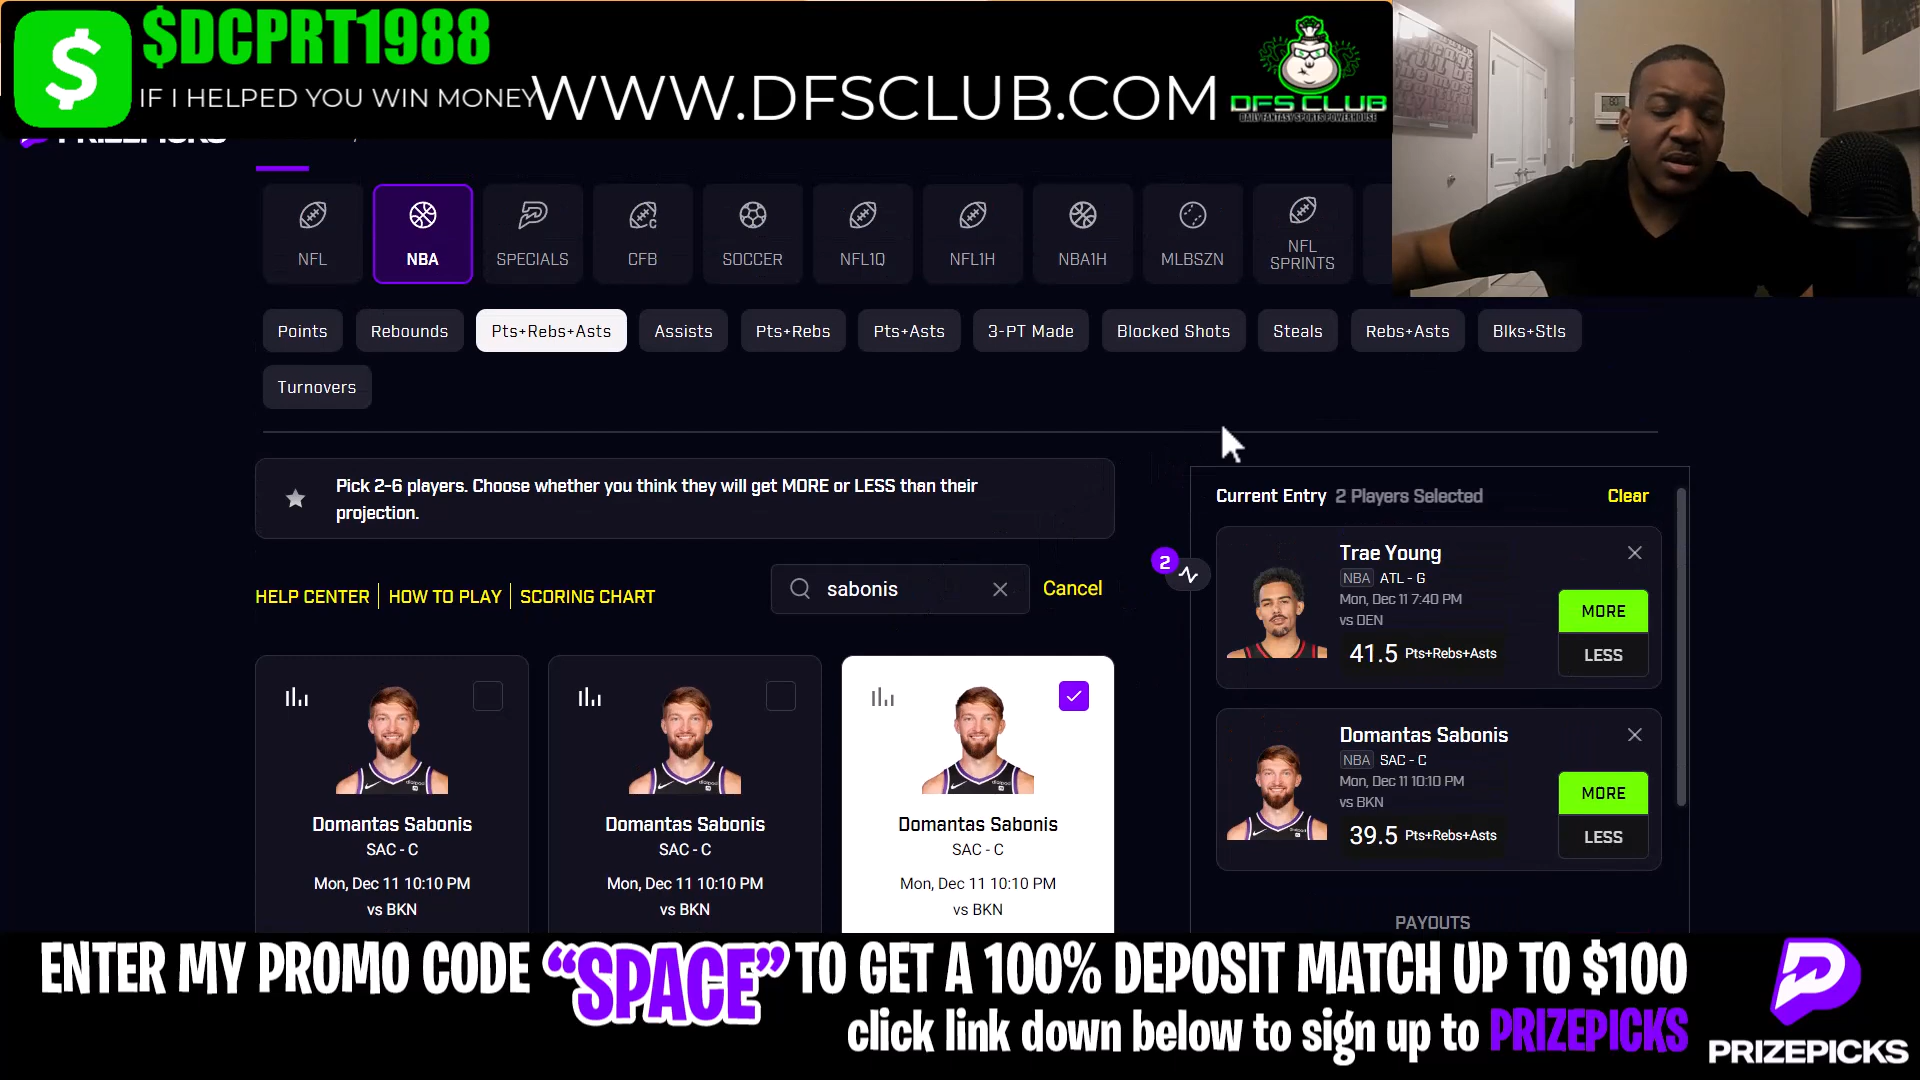 $DCPRT1988
IF I HELPED YOU WIN MONEY
WWW.DFSCLUB.COM
DFS CLUB
DAILY FANTASY SPORTS POWERHOUSE
PRIZEPICKS
NFL
NBA
SPECIALS
CFB
SOCCER
NFL1Q
NFL1H
NBA1H
MLBSZN
NFL
SPRINTS
Points
Rebounds
Pts+Rebs+Asts
Assists
Pts+Rebs
Pts+Asts
3-PT Made
Blocked Shots
Steals
Rebs+Asts
Blks+Stls
Turnovers
Pick 2-6 players. Choose whether you think they will get MORE or LESS than their
projection.
HELP CENTER
HOW TO PLAY
SCORING CHART
sabonis
Cancel
Domantas Sabonis
SAC - C
Mon, Dec 11 10:10 PM
vs BKN
Domantas Sabonis
SAC - C
Mon, Dec 11 10:10 PM
vs BKN
Domantas Sabonis
SAC - C
Mon, Dec 11 10:10 PM
vs BKN
2
Current Entry 2 Players Selected
Clear
Trae Young
NBA ATL - G
Mon, Dec 11 7:40 PM
vs DEN
41.5 Pts+Rebs+Asts
MORE
LESS
Domantas Sabonis
NBA SAC - C
Mon, Dec 11 10:10 PM
vs BKN
39.5 Pts+Rebs+Asts
MORE
LESS
PAYOUTS
ENTER MY PROMO CODE “SPACE” TO GET A 100% DEPOSIT MATCH UP TO $100
click link down below to sign up to PRIZEPICKS
PRIZEPICKS